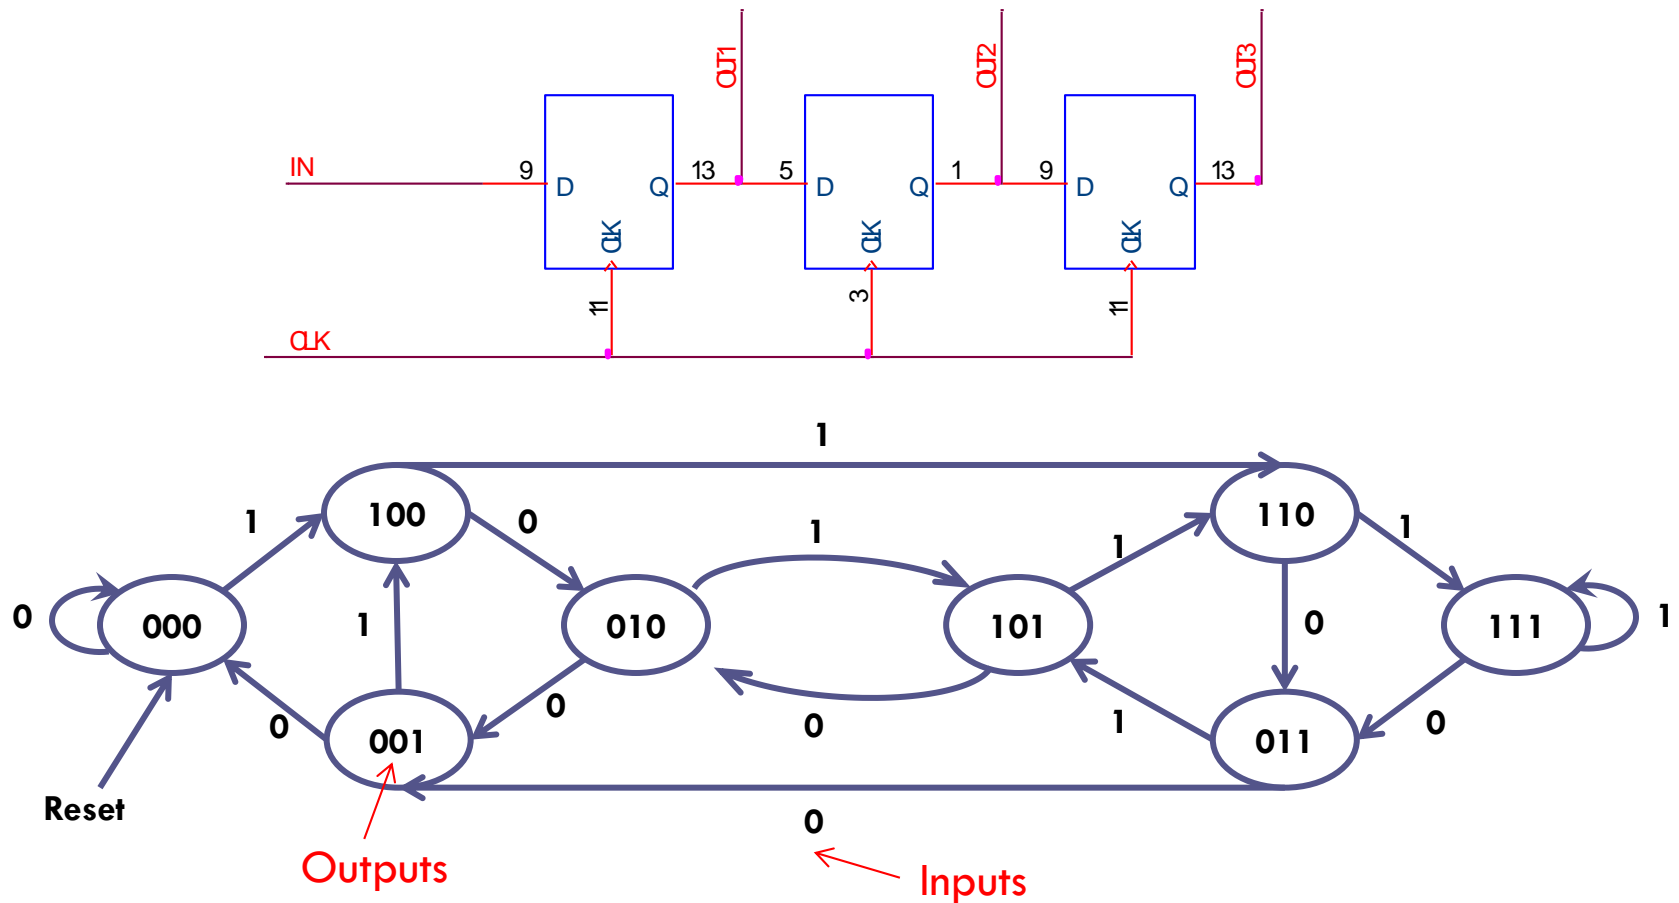 OUT1 OUT2 OUT3
IN 9 D Q 13 5 D Q 1 9 D Q 13
CLK CLK CLK
11 3 11
CLK
1
100 110
1 0 1 1 1
0 000 1 010 101 0 111 1
0 0 0 1 0
001 011
Reset
0
Outputs
Inputs